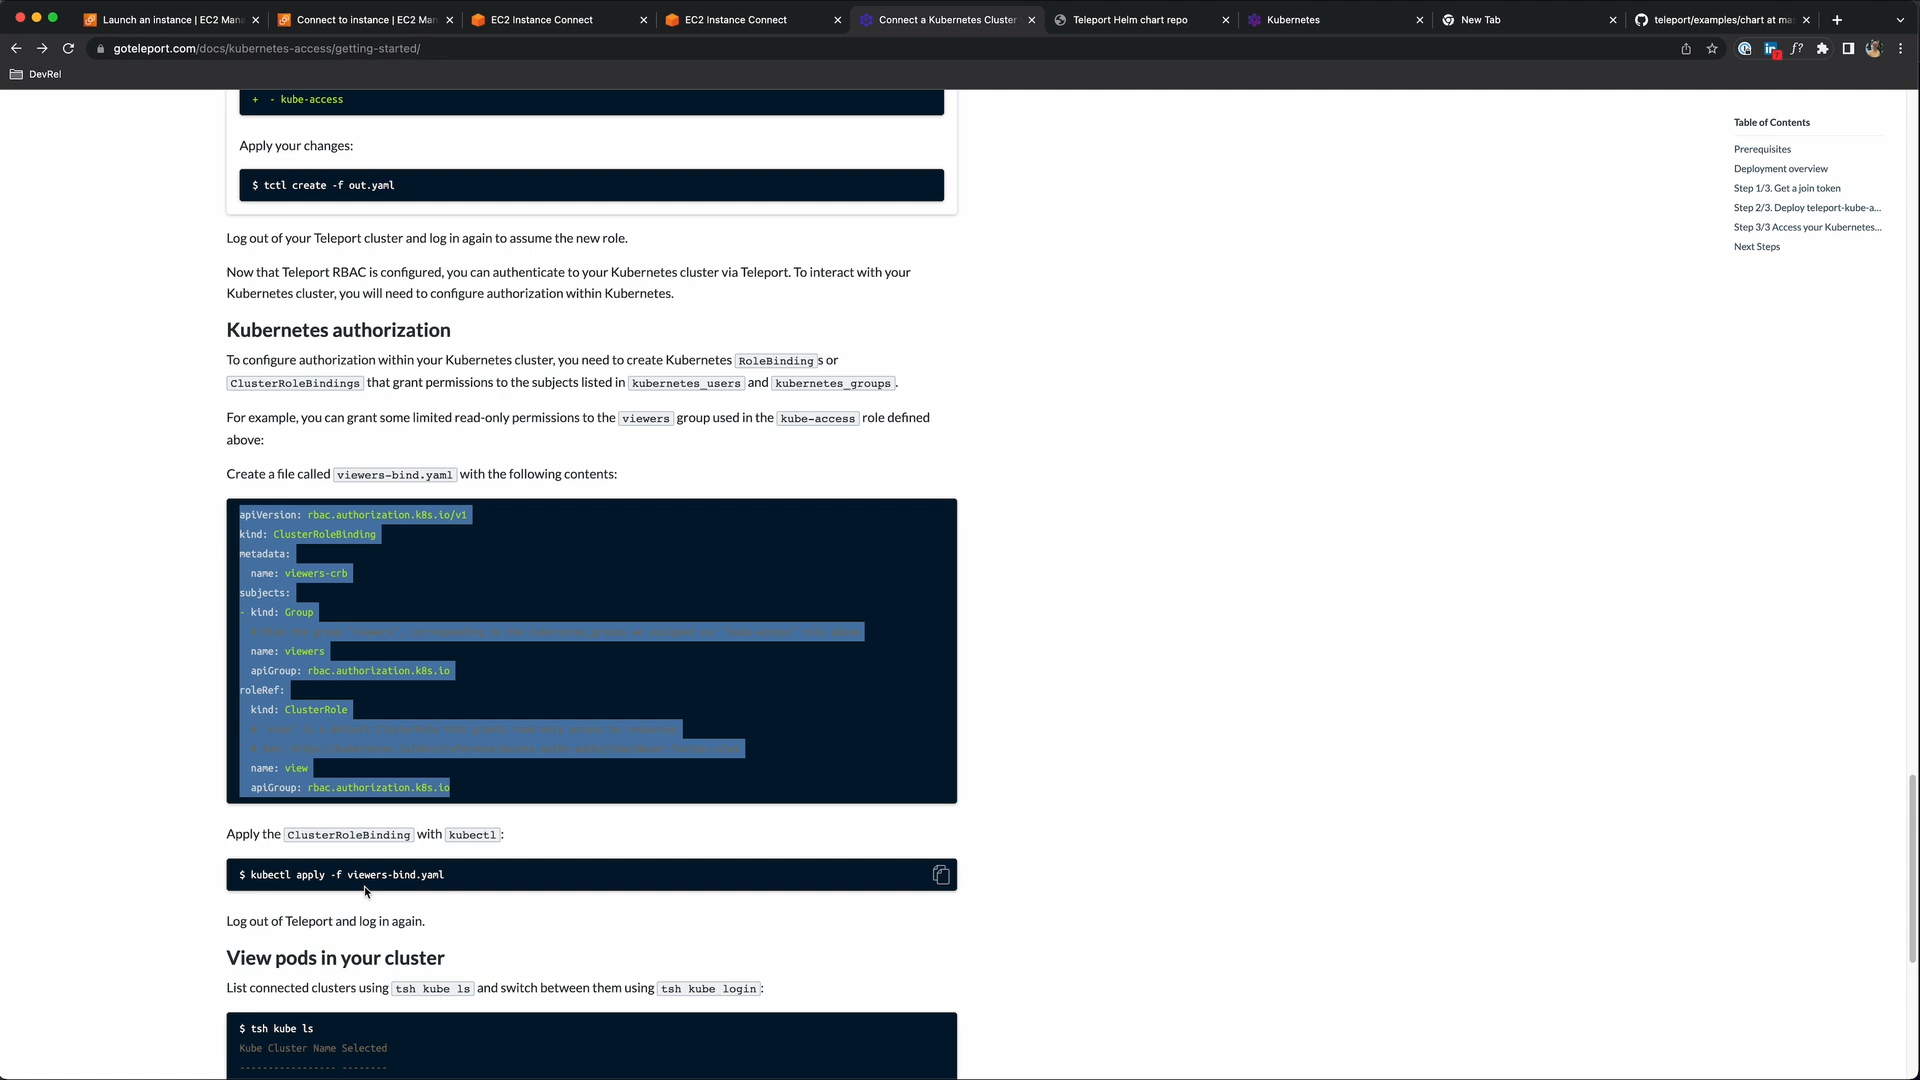 Launch an instance | EC2 Man
Connect to instance | EC2 Man
EC2 Instance Connect
EC2 Instance Connect
Connect a Kubernetes Cluster
Teleport Helm chart repo
Kubernetes
New Tab
teleport/examples/chart at ma
goteleport.com/docs/kubernetes-access/getting-started/
DevRel
+ - kube-access
Apply your changes:
$ tctl create -f out.yaml
Log out of your Teleport cluster and log in again to assume the new role.
Now that Teleport RBAC is configured, you can authenticate to your Kubernetes cluster via Teleport. To interact with your
Kubernetes cluster, you will need to configure authorization within Kubernetes.
Kubernetes authorization
To configure authorization within your Kubernetes cluster, you need to create Kubernetes RoleBinding s or
ClusterRoleBindings that grant permissions to the subjects listed in kubernetes_users and kubernetes_groups .
For example, you can grant some limited read-only permissions to the viewers group used in the kube-access role defined
above:
Create a file called viewers-bind.yaml with the following contents:
apiVersion: rbac.authorization.k8s.io/v1
kind: ClusterRoleBinding
metadata:
name: viewers-crb
subjects:
- kind: Group
name: viewers
apiGroup: rbac.authorization.k8s.io
roleRef:
kind: ClusterRole
name: view
apiGroup: rbac.authorization.k8s.io
Apply the ClusterRoleBinding with kubectl :
$ kubectl apply -f viewers-bind.yaml
Log out of Teleport and log in again.
View pods in your cluster
List connected clusters using tsh kube ls and switch between them using tsh kube login :
$ tsh kube ls
Kube Cluster Name Selected
----------------- --------
Table of Contents
Prerequisites
Deployment overview
Step 1/3. Get a join token
Step 2/3. Deploy teleport-kube-a...
Step 3/3 Access your Kubernetes...
Next Steps